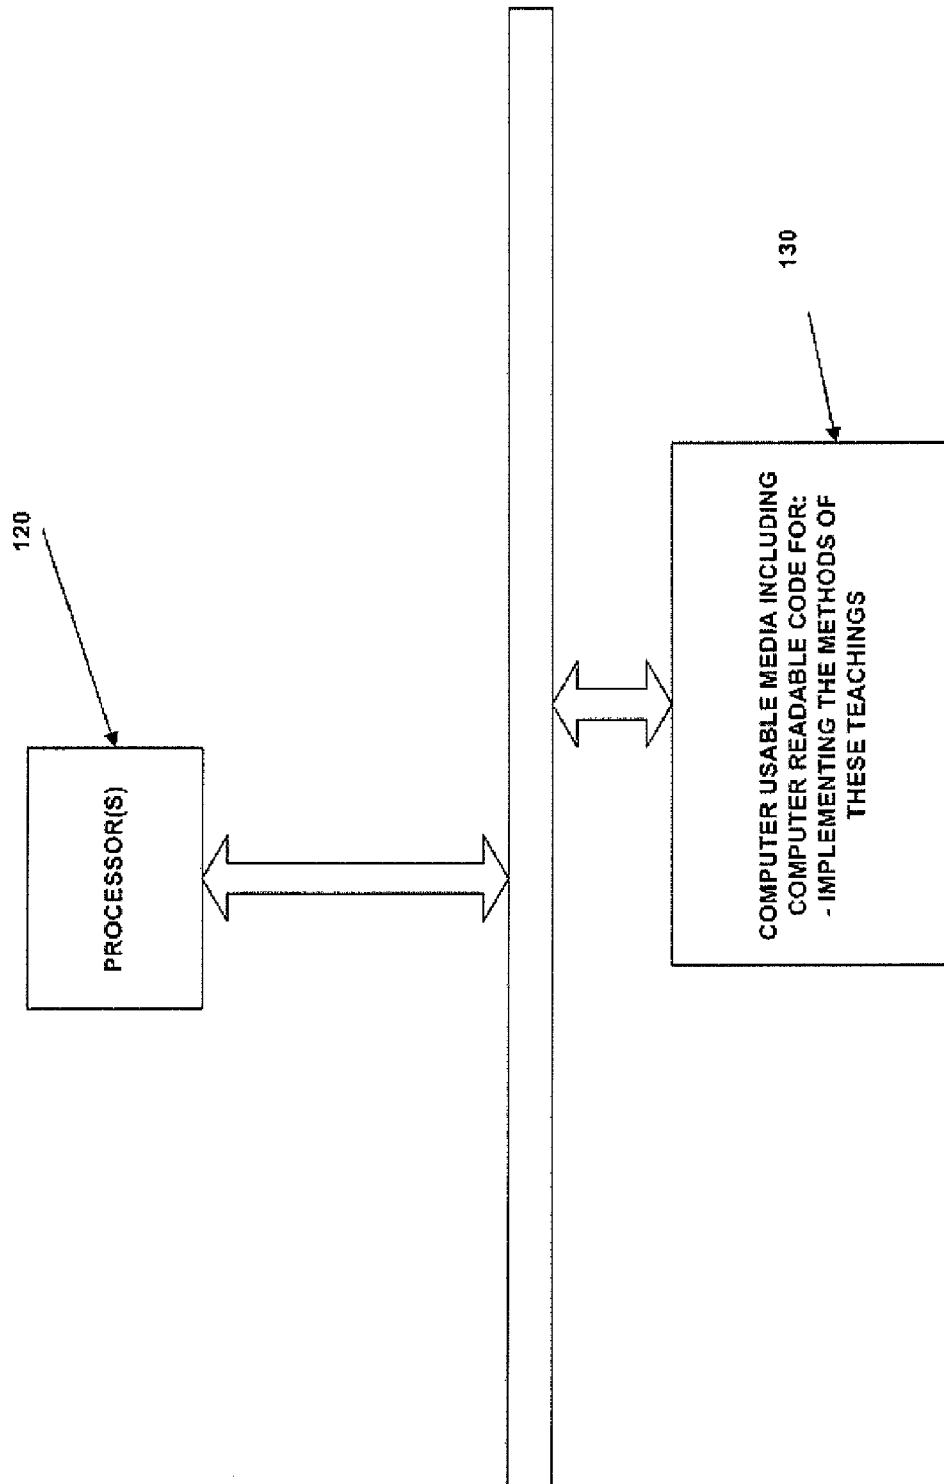 120
PROCESSOR(S)
130
COMPUTER USABLE MEDIA INCLUDING
COMPUTER READABLE CODE FOR:
- IMPLEMENTING THE METHODS OF
THESE TEACHINGS